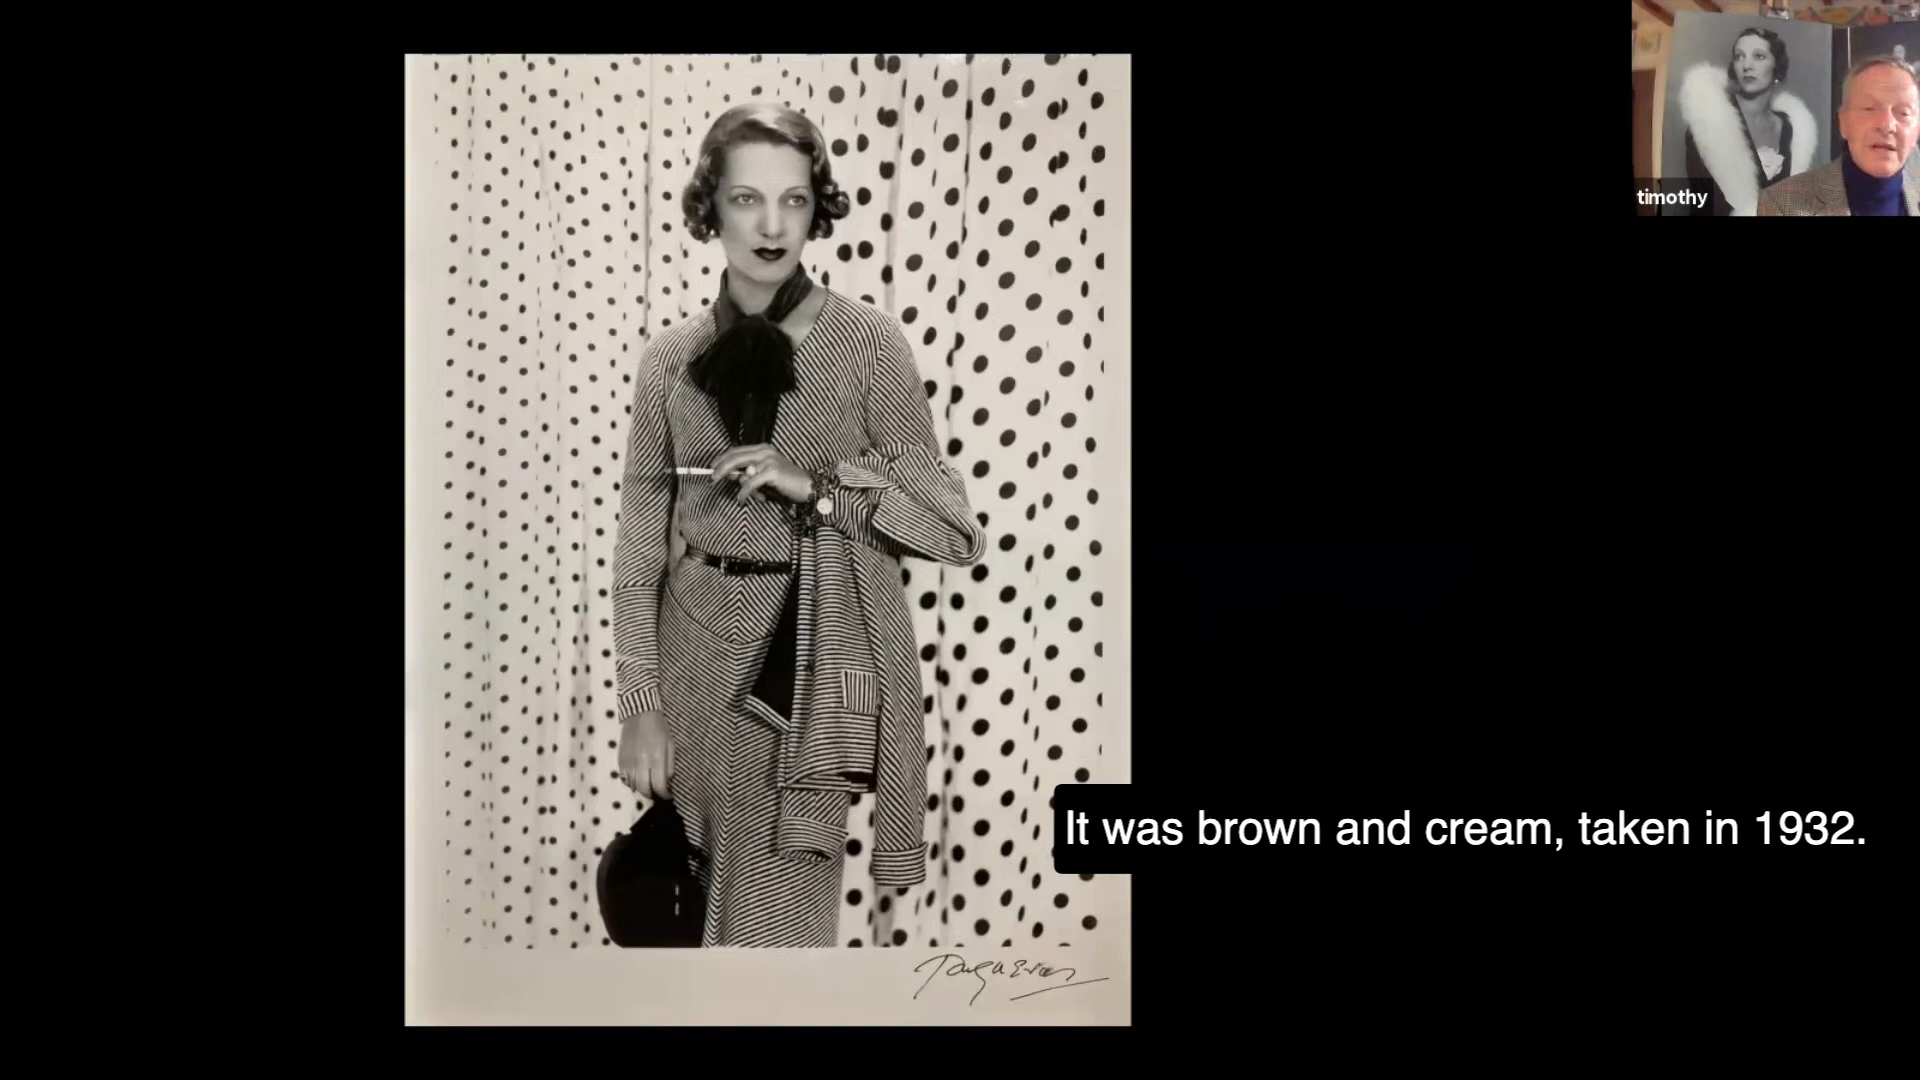 timothy
It was brown and cream, taken in 1932.